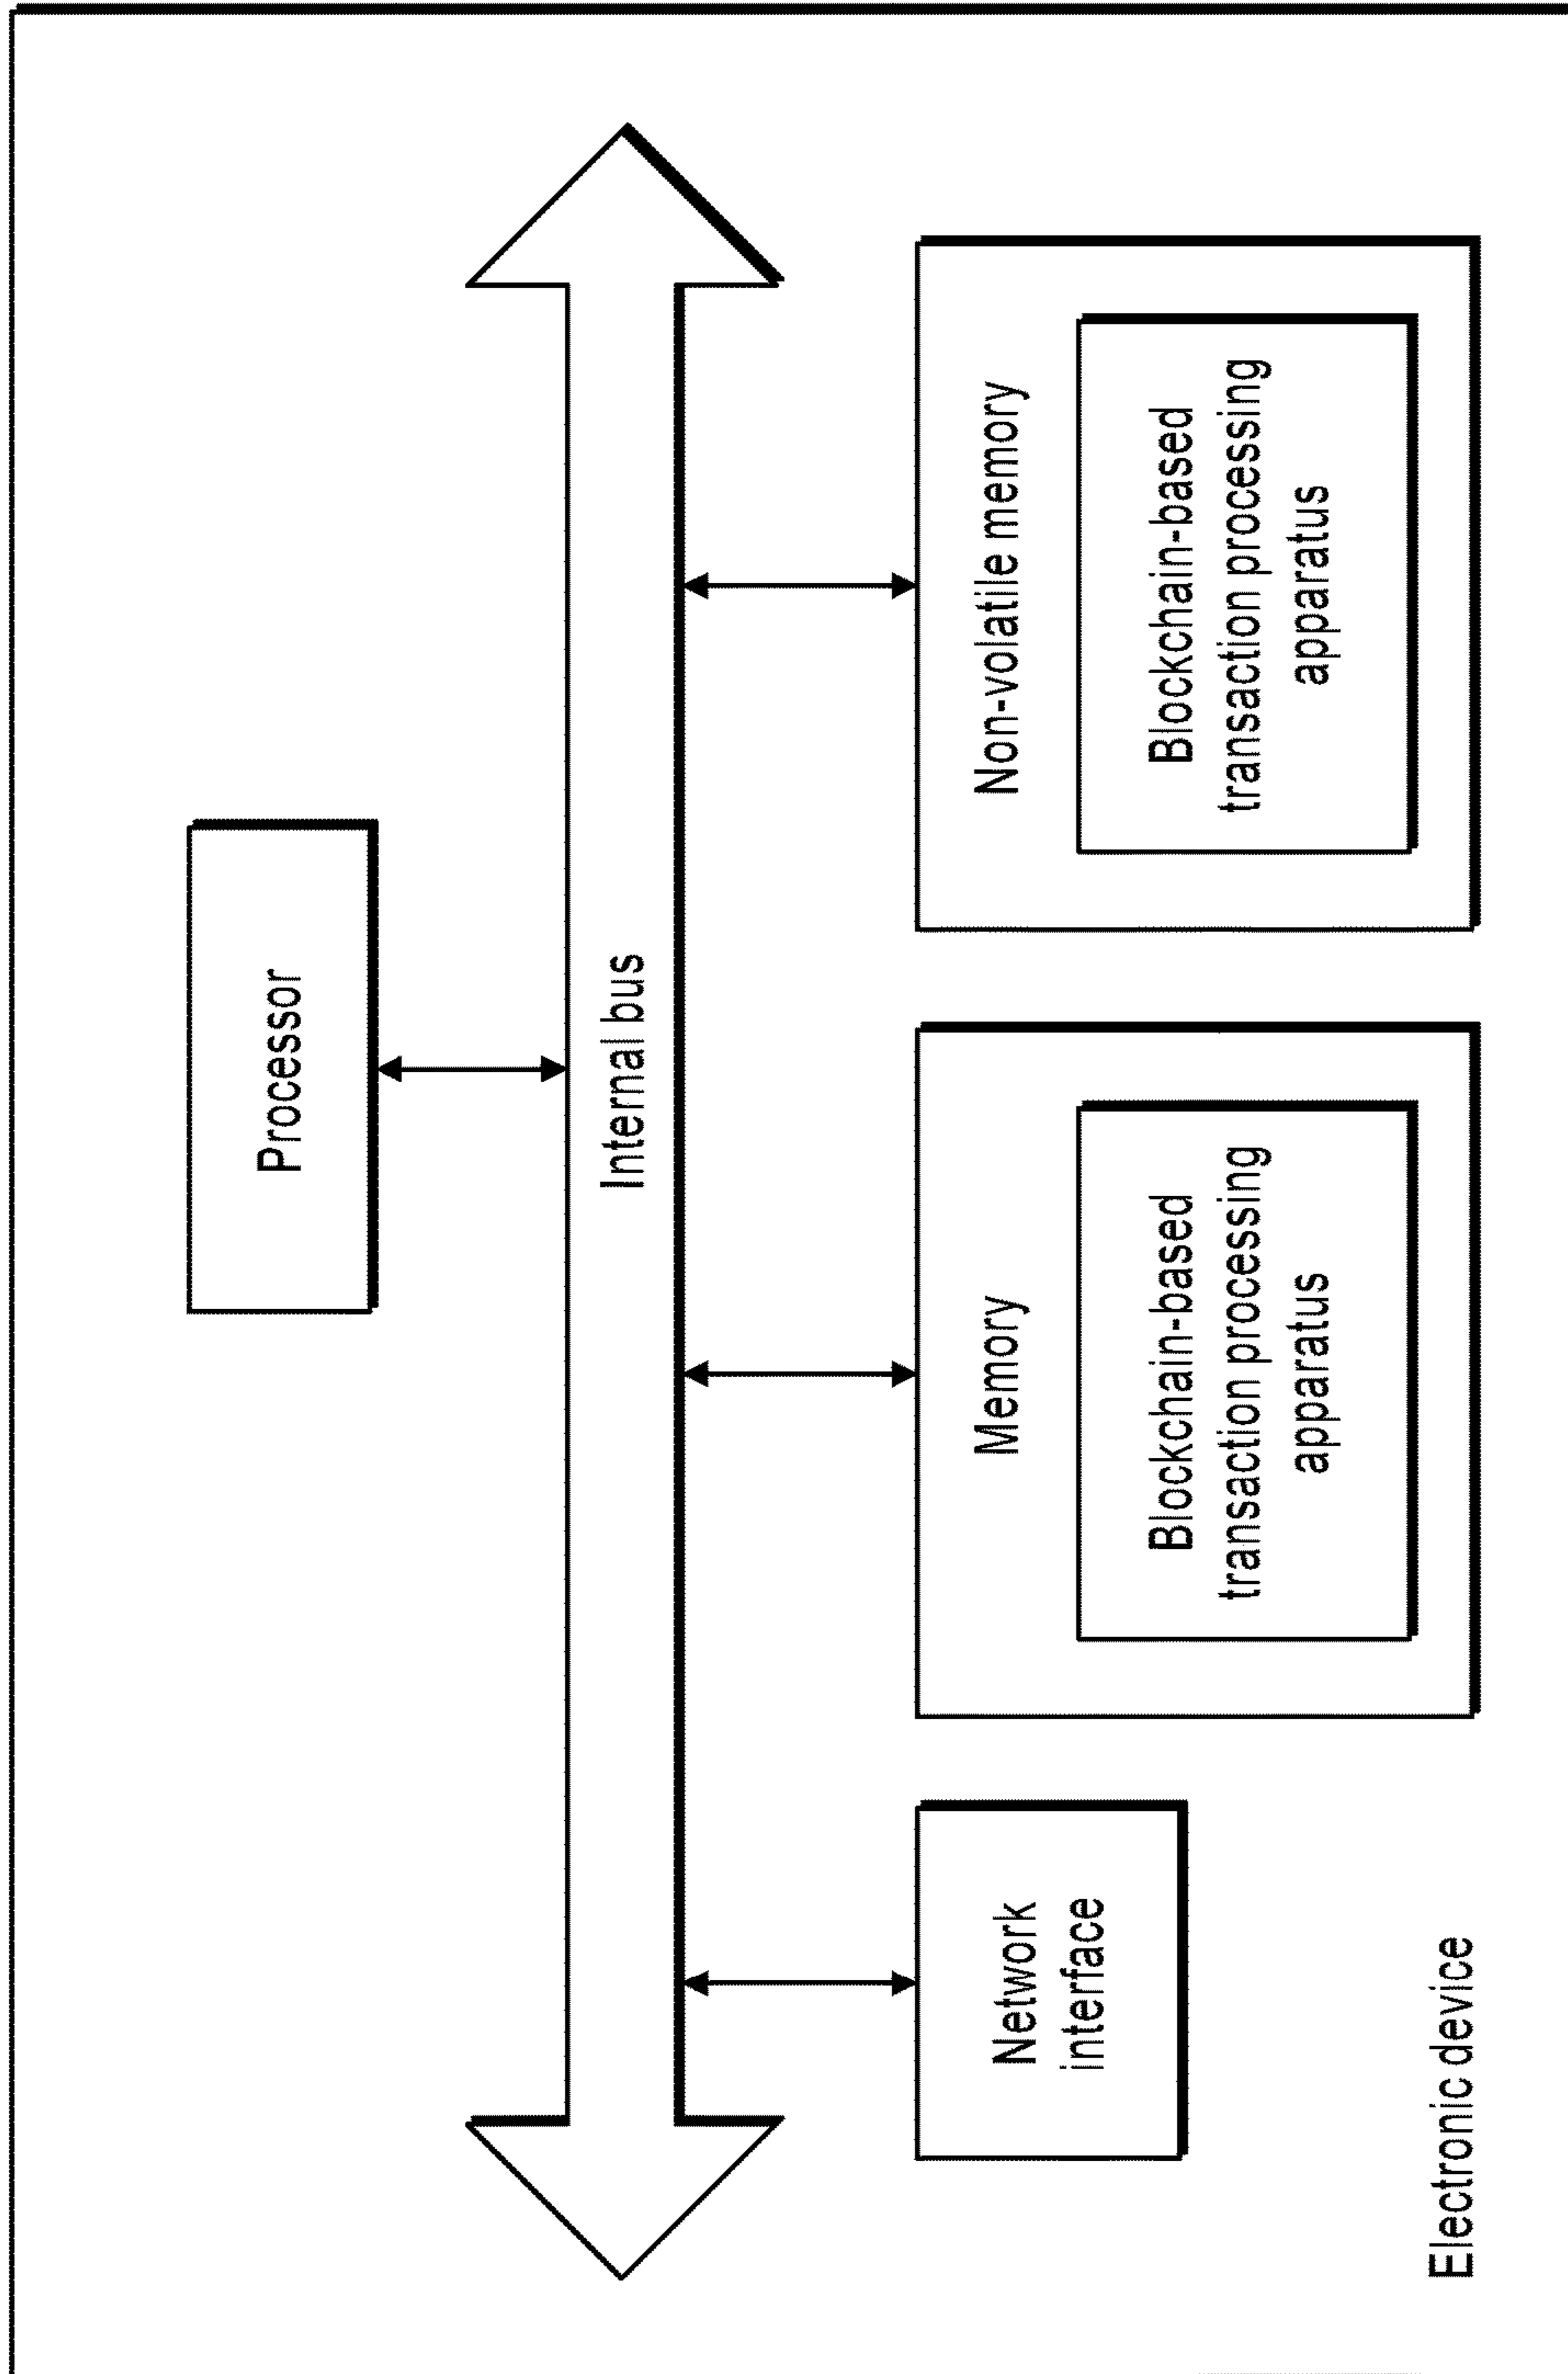 Processor
Internal bus
Network
interface
Memory
Blockchain-based
transaction processing
apparatus
Non-volatile memory
Blockchain-based
transaction processing
apparatus
Electronic device